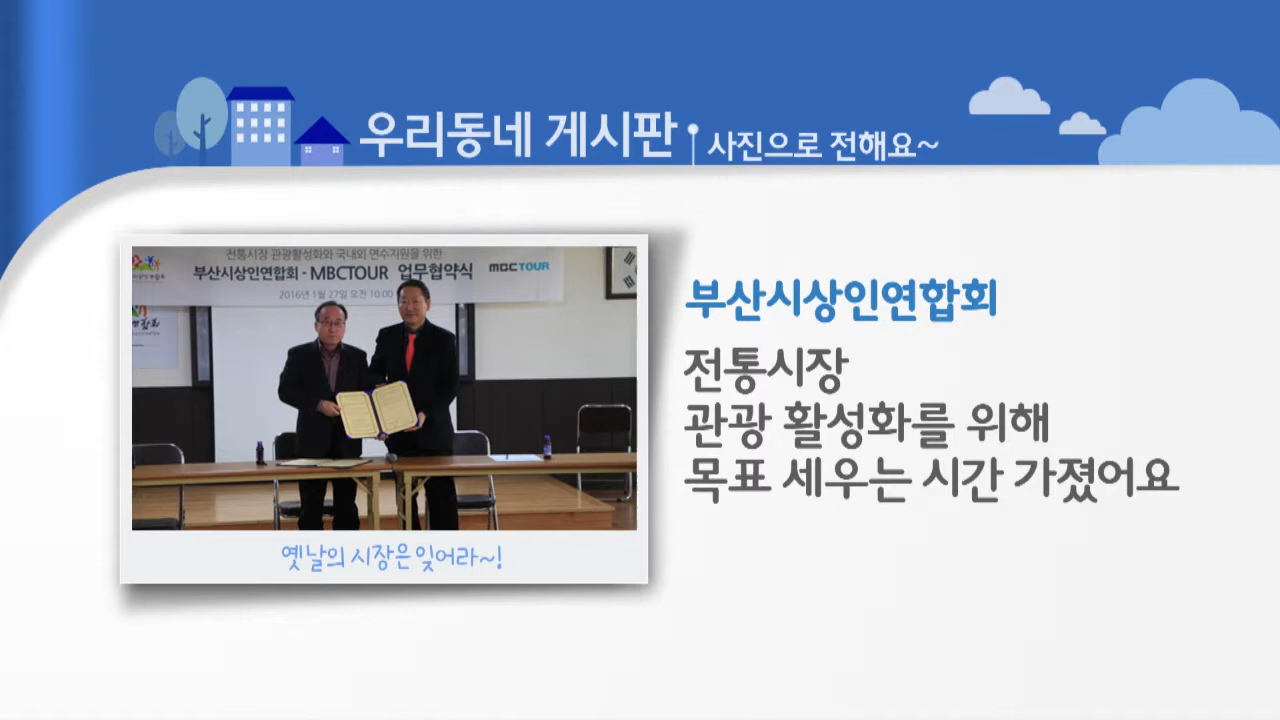 우리동네 게시판
사진으로 전해요~
전통시장 관광활성화와 국내외 연수지원을 위한
부산시상인연합회 - MBCTOUR 업무협약식
MBCTOUR
2016년 1월 27일 오전 10:00
옛날의 시장은 잊어라~!
부산시상인연합회
전통시장
관광 활성화를 위해
목표 세우는 시간 가졌어요